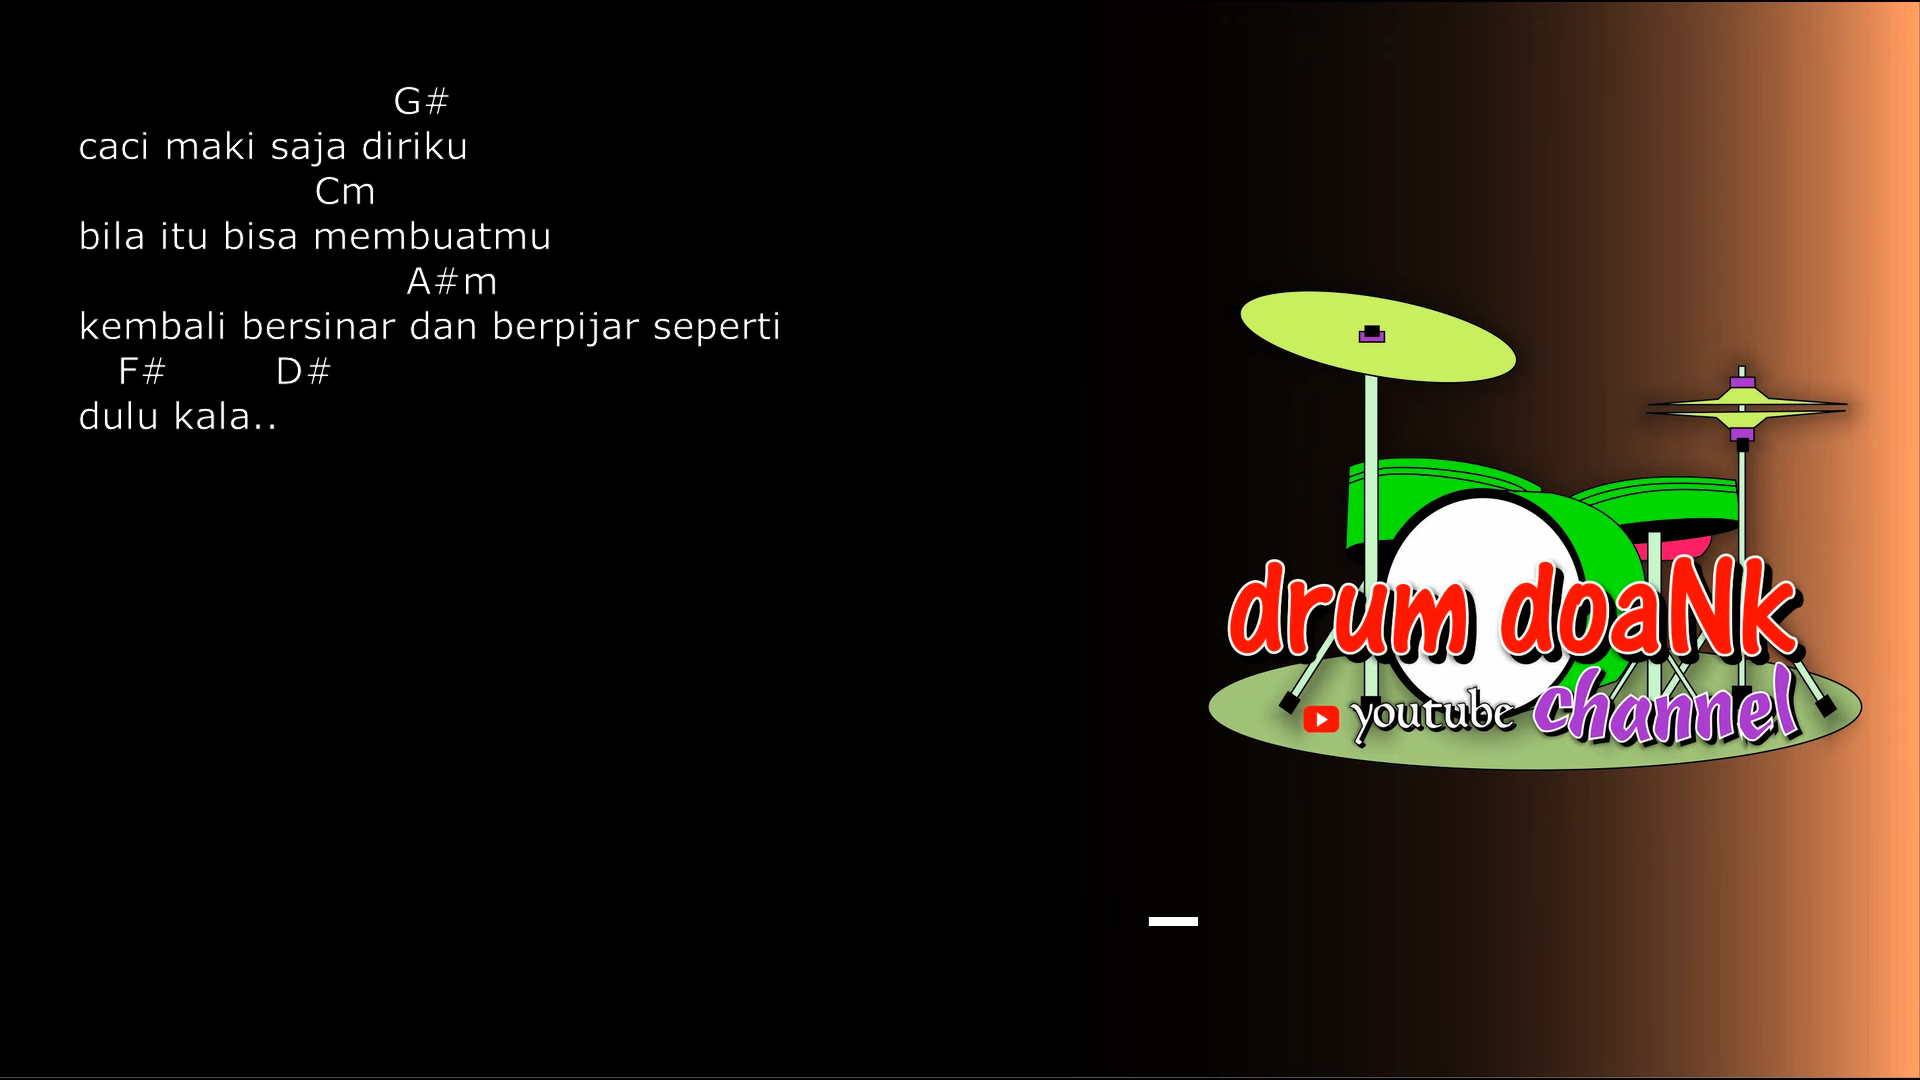 G#
caci maki saja diriku
Cm
bila itu bisa membuatmu
A#m
kembali bersinar dan berpijar seperti
F# D#
dulu kala..
drum doaNk
youtube channel